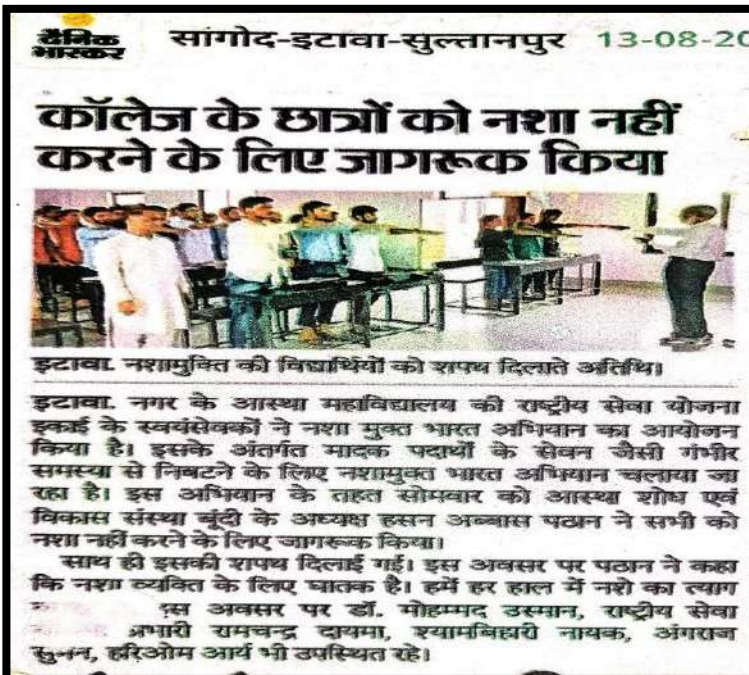 दैनिक
भास्कर
सांगोद-इटावा-सुल्तानपुर 13-08-20
कॉलेज के छात्रों को नशा नहीं
करने के लिए जागरूक किया
इटावा. नशामुक्ति की विद्यार्थियों को शपथ दिलाते अतिथि।
इटावा. नगर के आस्था महाविद्यालय की राष्ट्रीय सेवा योजना
इकाई के स्वयंसेवकों ने नशा मुक्त भारत अभियान का आयोजन
किया है। इसके अंतर्गत मादक पदार्थों के सेवन जैसी गंभीर
समस्या से निबटने के लिए नशामुक्त भारत अभियान चलाया जा
रहा है। इस अभियान के तहत सोमवार को आस्था शोध एवं
विकास संस्था बूंदी के अध्यक्ष हसन अब्बास पठान ने सभी को
नशा नहीं करने के लिए जागरूक किया।
साथ ही इसकी शपथ दिलाई गई। इस अवसर पर पठान ने कहा
कि नशा व्यक्ति के लिए घातक है। हमें हर हाल में नशे का त्याग
अवसर पर डॉ. मोहम्मद उस्मान, राष्ट्रीय सेवा
प्रभारी रामचन्द्र दायमा, श्यामबिहारी नायक, अंगराज
सुमन, हरिओम आर्य भी उपस्थित रहे।